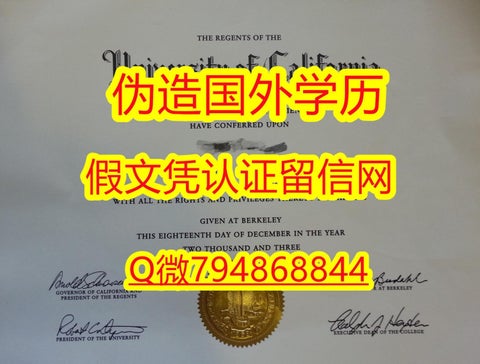 THE REGENTS OF THE
University of California
伪造国外学历
HAVE CONFERRED UPON
假文凭认证留信网
WITH ALL THE RIGHTS AND PRIVILEGES
GIVEN AT BERKELEY
THIS EIGHTEENTH DAY OF DECEMBER IN THE YEAR
TWO THOUSAND AND THREE
Q微794868844
GOVERNOR OF CALIFORNIA AND
PRESIDENT OF THE REGENTS
AT BERKELEY
PRESIDENT OF THE UNIVERSITY
EXECUTIVE DEAN OF THE COLLEGE